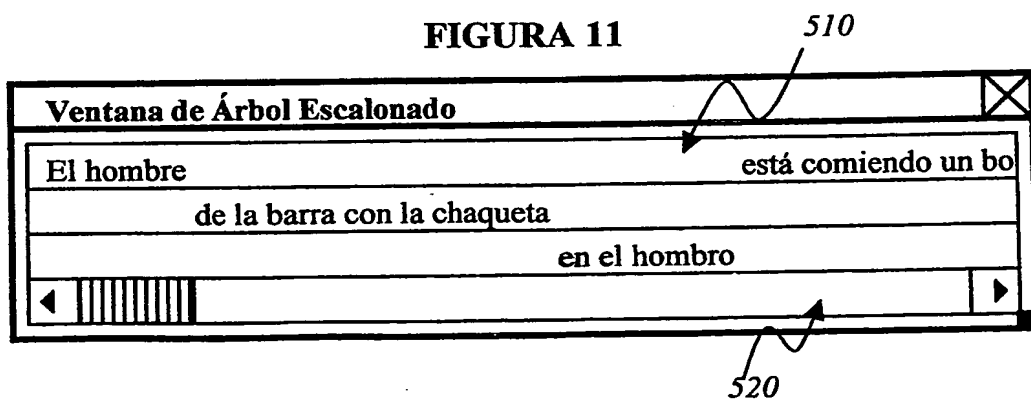 FIGURA 11
510
Ventana de Árbol Escalonado
El hombre está comiendo un bo
de la barra con la chaqueta
en el hombro
520